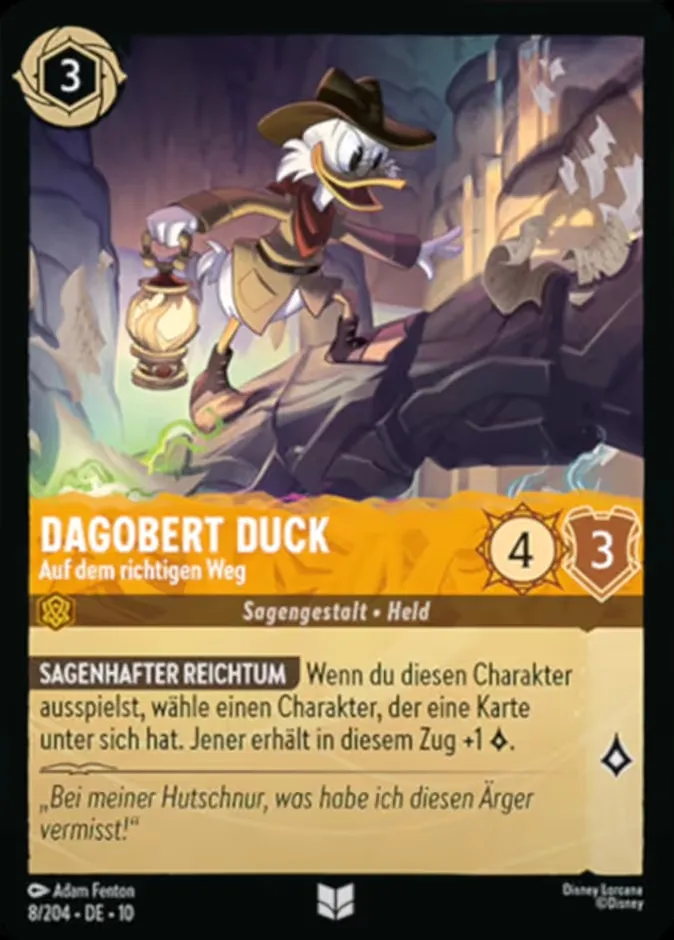 3
DAGOBERT DUCK
Auf dem richtigen Weg
4
3
Sagengestalt • Held
SAGENHAFTER REICHTUM Wenn du diesen Charakter
ausspielst, wähle einen Charakter, der eine Karte
unter sich hat. Jener erhält in diesem Zug +1 ⟡.
„Bei meiner Hutschnur, was habe ich diesen Ärger
vermisst!“
Adam Fenton
8/204 • DE • 10
Disney Lorcana
©Disney